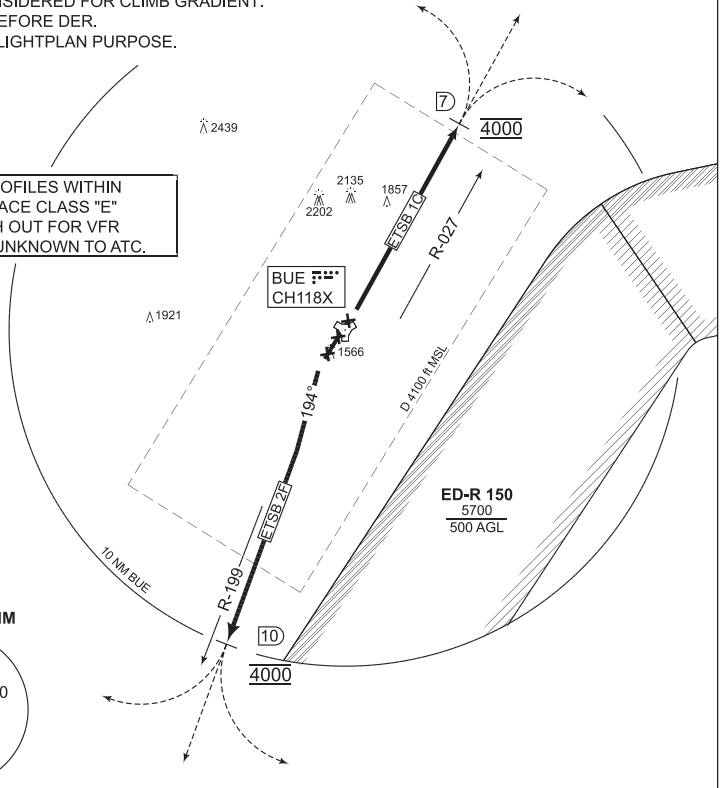 SIDERED FOR CLIMB GRADIENT.
EFORE DER.
LIGHTPLAN PURPOSE.
7
4000
2439
2135
1857
2202
OFILES WITHIN
ACE CLASS "E"
H OUT FOR VFR
UNKNOWN TO ATC.
ETSB 1C
R-027
BUE
CH118X
1921
1566
D 4100 ft MSL
194°
ED-R 150
5700
500 AGL
ETSB 2F
10 NM BUE
R-199
IM
10
0
4000